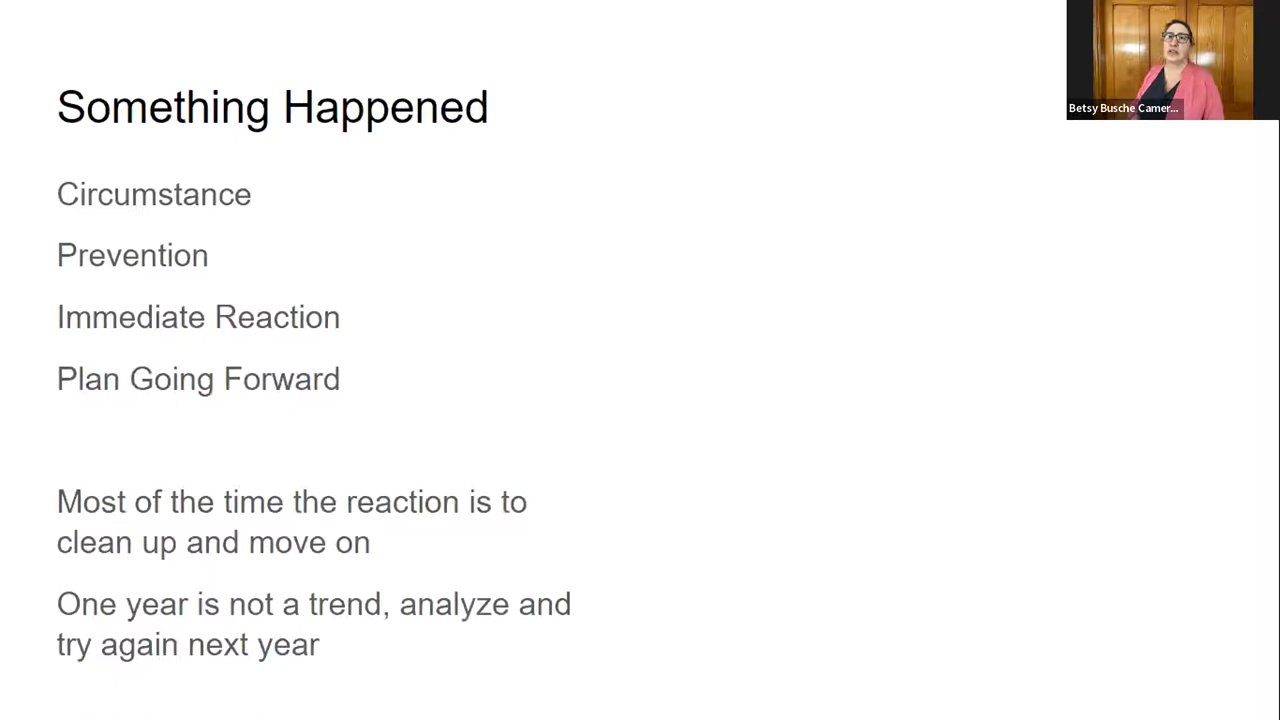 Something Happened
Betsy Busche Camer...
Circumstance
Prevention
Immediate Reaction
Plan Going Forward
Most of the time the reaction is to
clean up and move on
One year is not a trend, analyze and
try again next year